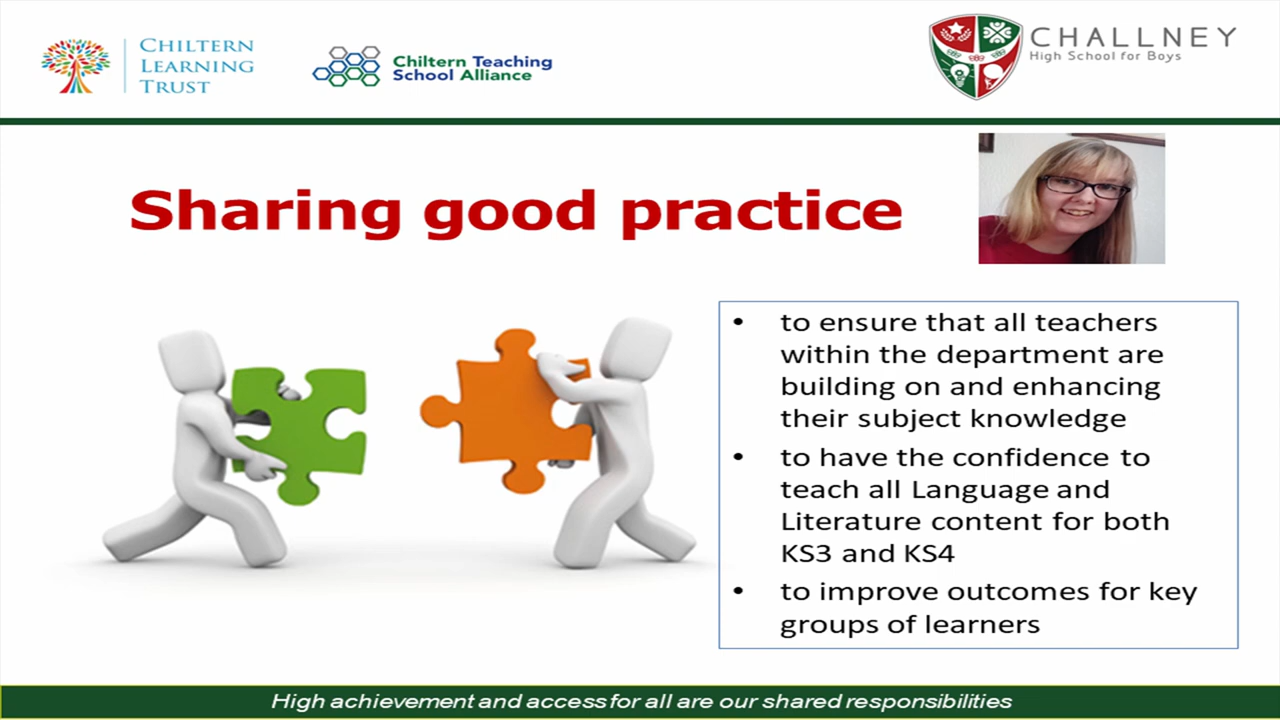 CHILTERN
LEARNING
TRUST
Chiltern Teaching
School Alliance
CHALLNEY
High School for Boys
Sharing good practice
• to ensure that all teachers
within the department are
building on and enhancing
their subject knowledge
• to have the confidence to
teach all Language and
Literature content for both
KS3 and KS4
• to improve outcomes for key
groups of learners
High achievement and access for all are our shared responsibilities